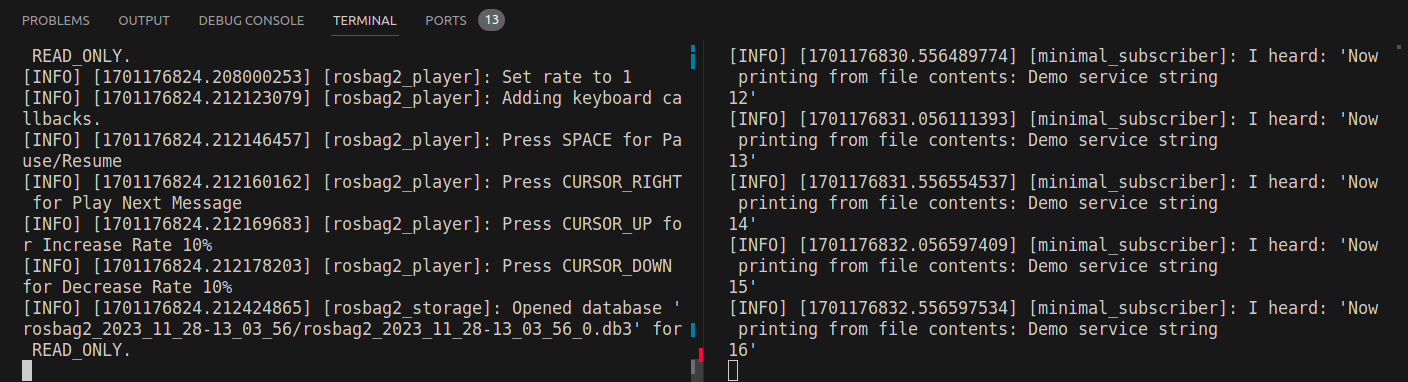 PROBLEMS OUTPUT DEBUG CONSOLE TERMINAL PORTS 13
READ_ONLY.
[INFO] [1701176824.208000253] [rosbag2_player]: Set rate to 1
[INFO] [1701176824.212123079] [rosbag2_player]: Adding keyboard ca
llbacks.
[INFO] [1701176824.212146457] [rosbag2_player]: Press SPACE for Pa
use/Resume
[INFO] [1701176824.212160162] [rosbag2_player]: Press CURSOR_RIGHT
for Play Next Message
[INFO] [1701176824.212169683] [rosbag2_player]: Press CURSOR_UP fo
r Increase Rate 10%
[INFO] [1701176824.212178203] [rosbag2_player]: Press CURSOR_DOWN
for Decrease Rate 10%
[INFO] [1701176824.212424865] [rosbag2_storage]: Opened database '
rosbag2_2023_11_28-13_03_56/rosbag2_2023_11_28-13_03_56_0.db3' for
READ_ONLY.
[INFO] [1701176830.556489774] [minimal_subscriber]: I heard: 'Now
printing from file contents: Demo service string
12'
[INFO] [1701176831.056111393] [minimal_subscriber]: I heard: 'Now
printing from file contents: Demo service string
13'
[INFO] [1701176831.556554537] [minimal_subscriber]: I heard: 'Now
printing from file contents: Demo service string
14'
[INFO] [1701176832.056597409] [minimal_subscriber]: I heard: 'Now
printing from file contents: Demo service string
15'
[INFO] [1701176832.556597534] [minimal_subscriber]: I heard: 'Now
printing from file contents: Demo service string
16'